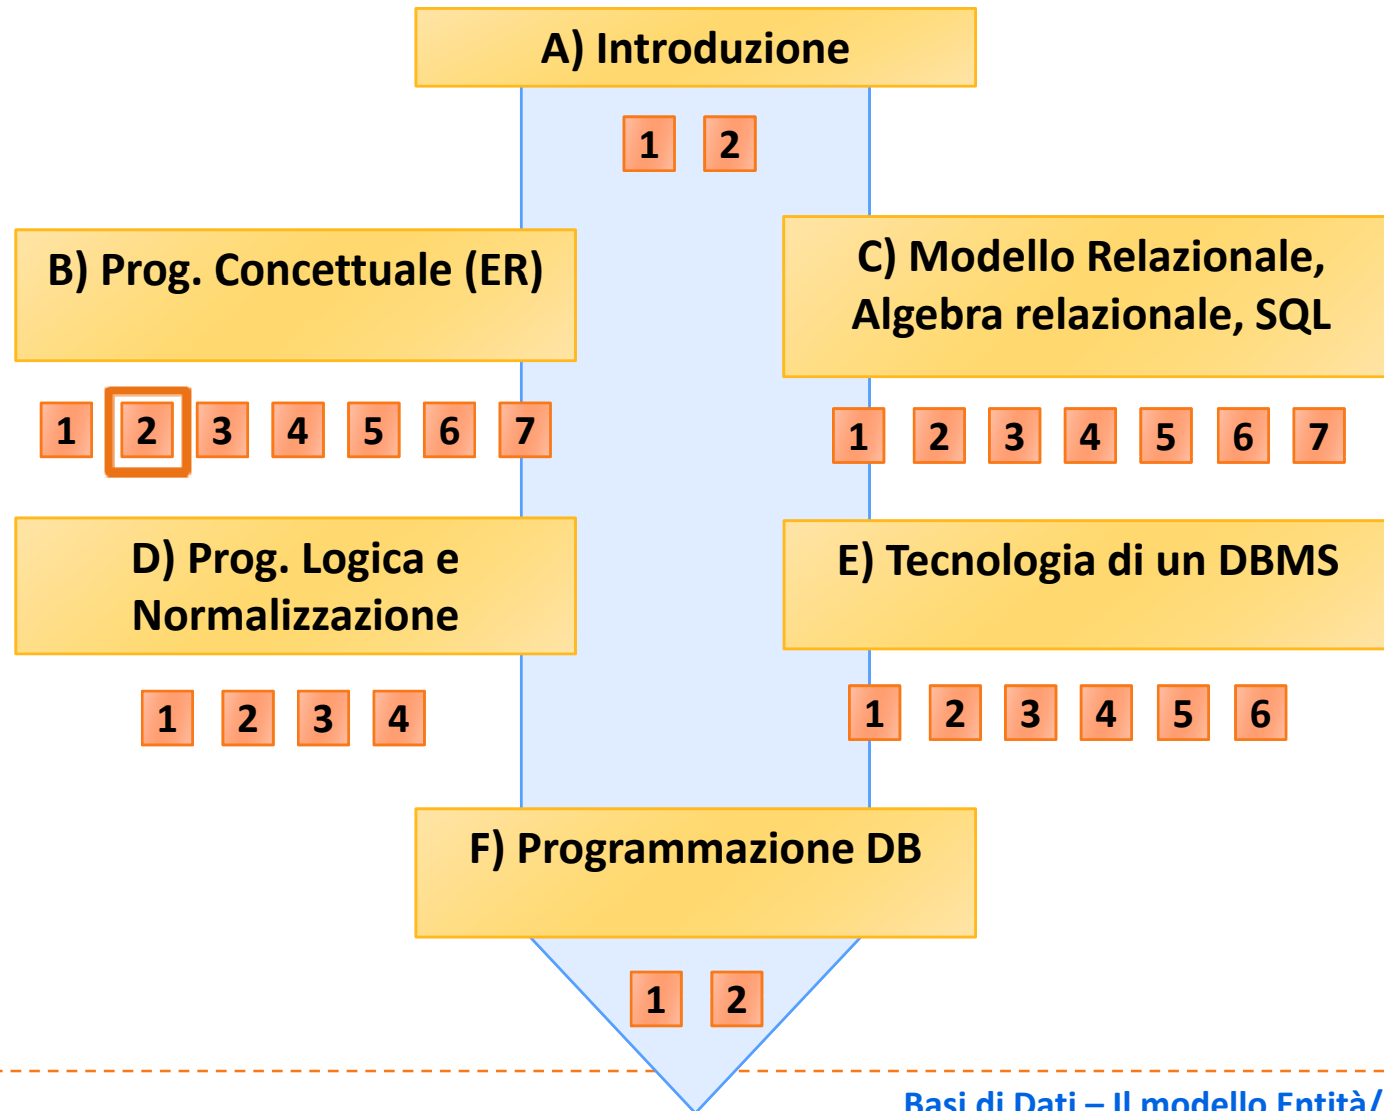 A) Introduzione
1 2
B) Prog. Concettuale (ER)
1 2 3 4 5 6 7
C) Modello Relazionale,
Algebra relazionale, SQL
1 2 3 4 5 6 7
D) Prog. Logica e
Normalizzazione
1 2 3 4
E) Tecnologia di un DBMS
1 2 3 4 5 6
F) Programmazione DB
1 2
Basi di Dati – Il modello Entità/